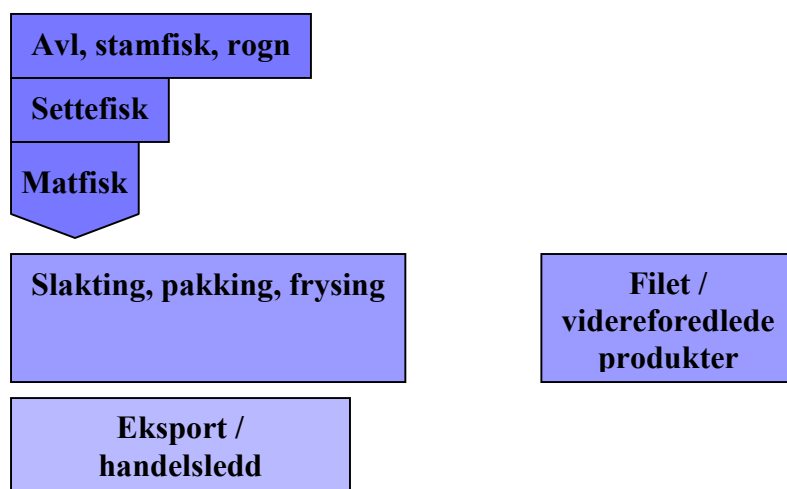 Avl, stamfisk, rogn
Settefisk
Matfisk
Slakting, pakking, frysing
Filet /
videreforedlede
produkter
Eksport /
handelsledd